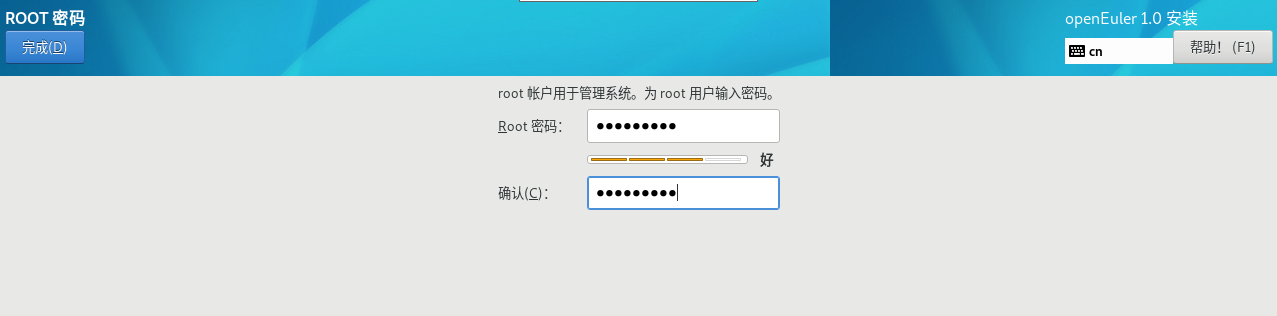 ROOT 密码
openEuler 1.0 安装
完成(D)
cn
帮助！ (F1)
root 帐户用于管理系统。为 root 用户输入密码。
Root 密码：
●●●●●●●●●
好
确认(C)：
●●●●●●●●●